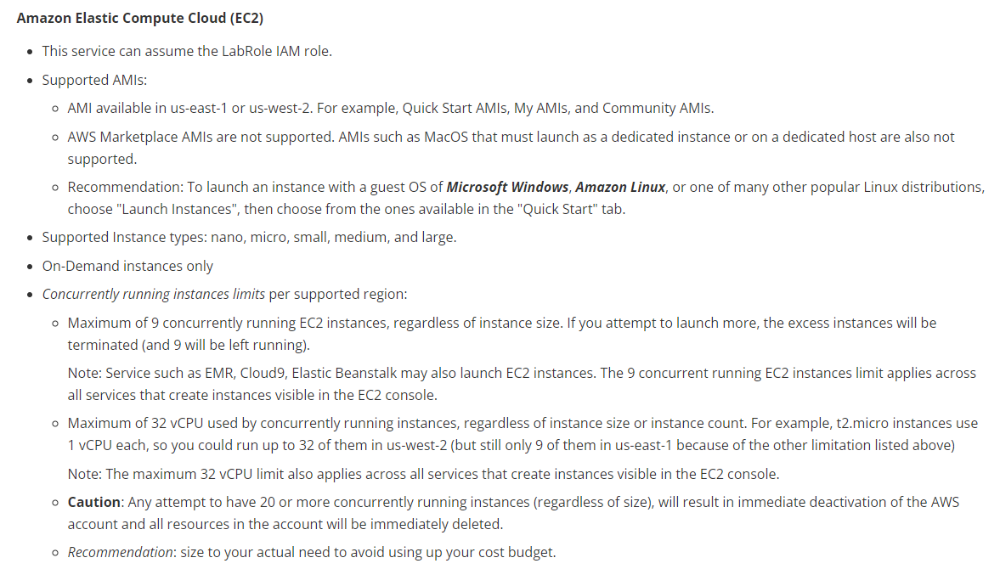 Amazon Elastic Compute Cloud (EC2)
• This service can assume the LabRole IAM role.
• Supported AMIs:
○ AMI available in us-east-1 or us-west-2. For example, Quick Start AMIs, My AMIs, and Community AMIs.
○ AWS Marketplace AMIs are not supported. AMIs such as MacOS that must launch as a dedicated instance or on a dedicated host are also not
supported.
○ Recommendation: To launch an instance with a guest OS of Microsoft Windows, Amazon Linux, or one of many other popular Linux distributions,
choose "Launch Instances", then choose from the ones available in the "Quick Start" tab.
• Supported Instance types: nano, micro, small, medium, and large.
• On-Demand instances only
• Concurrently running instances limits per supported region:
○ Maximum of 9 concurrently running EC2 instances, regardless of instance size. If you attempt to launch more, the excess instances will be
terminated (and 9 will be left running).
Note: Service such as EMR, Cloud9, Elastic Beanstalk may also launch EC2 instances. The 9 concurrent running EC2 instances limit applies across
all services that create instances visible in the EC2 console.
○ Maximum of 32 vCPU used by concurrently running instances, regardless of instance size or instance count. For example, t2.micro instances use
1 vCPU each, so you could run up to 32 of them in us-west-2 (but still only 9 of them in us-east-1 because of the other limitation listed above)
Note: The maximum 32 vCPU limit also applies across all services that create instances visible in the EC2 console.
○ Caution: Any attempt to have 20 or more concurrently running instances (regardless of size), will result in immediate deactivation of the AWS
account and all resources in the account will be immediately deleted.
○ Recommendation: size to your actual need to avoid using up your cost budget.